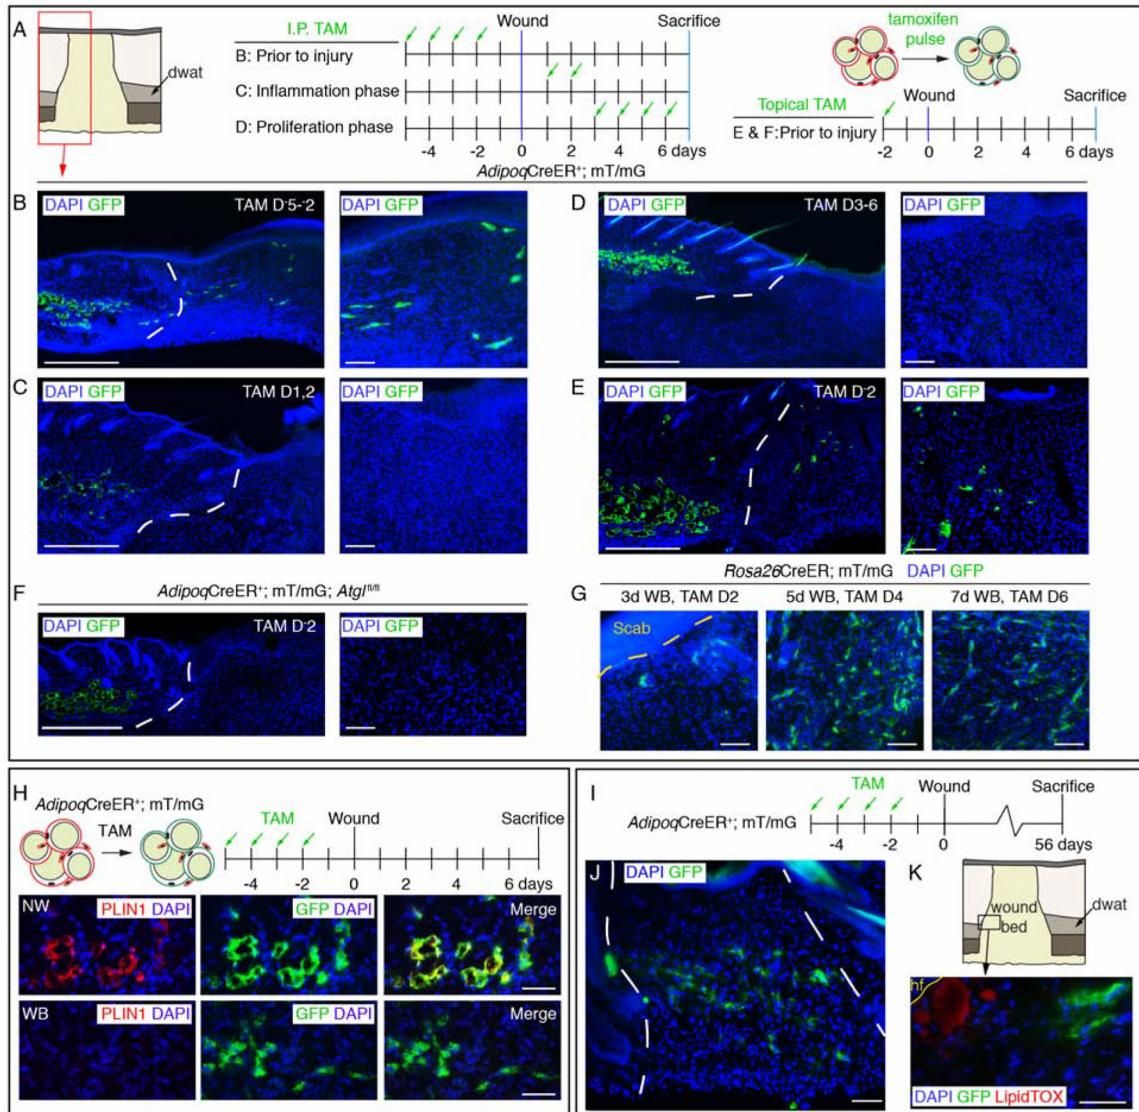 A
dwat
I.P. TAM
Wound
Sacrifice
B: Prior to injury
C: Inflammation phase
D: Proliferation phase
-4 -2 0 2 4 6 days
tamoxifen
pulse
Topical TAM
Wound
Sacrifice
E & F:Prior to injury
-2 0 2 4 6 days
AdipoqCreER⁺; mT/mG
B
DAPI GFP
TAM D⁻5-⁻2
DAPI GFP
D
DAPI GFP
TAM D3-6
DAPI GFP
C
DAPI GFP
TAM D1,2
DAPI GFP
E
DAPI GFP
TAM D⁻2
DAPI GFP
AdipoqCreER⁺; mT/mG; Atglᶠˡ/ᶠˡ
F
DAPI GFP
TAM D⁻2
DAPI GFP
Rosa26CreER; mT/mG DAPI GFP
G
3d WB, TAM D2
5d WB, TAM D4
7d WB, TAM D6
Scab
H
AdipoqCreER⁺; mT/mG
TAM
TAM
Wound
Sacrifice
-4 -2 0 2 4 6 days
NW
PLIN1 DAPI
GFP DAPI
Merge
WB
PLIN1 DAPI
GFP DAPI
Merge
I
TAM
Wound
Sacrifice
AdipoqCreER⁺; mT/mG
-4 -2 0 56 days
J
DAPI GFP
K
wound
bed
dwat
hf
DAPI GFP LipidTOX